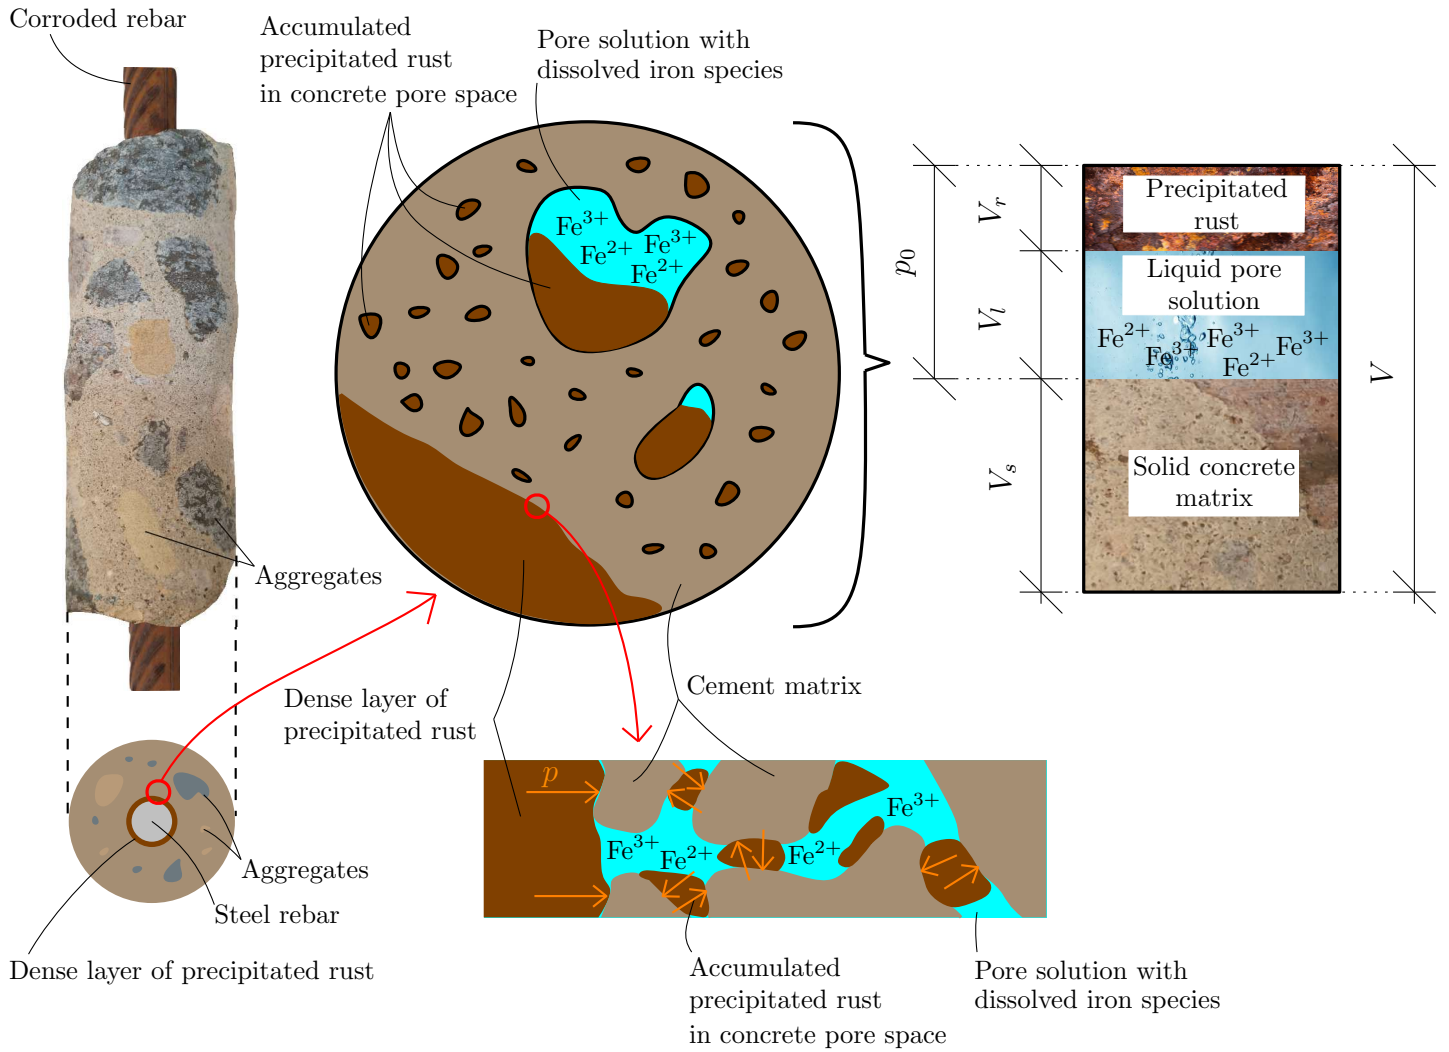 Corroded rebar
Accumulated
precipitated rust
in concrete pore space
Pore solution with
dissolved iron species
Fe3+
Fe2+
Fe3+
Fe2+
p0
Vr
Vl
Vs
V
Precipitated
rust
Liquid pore
solution
Fe2+
Fe3+
Fe3+
Fe2+
Fe3+
Solid concrete
matrix
Aggregates
Dense layer of
precipitated rust
Cement matrix
p
Fe3+
Fe2+
Fe2+
Fe3+
Aggregates
Steel rebar
Dense layer of precipitated rust
Accumulated
precipitated rust
in concrete pore space
Pore solution with
dissolved iron species